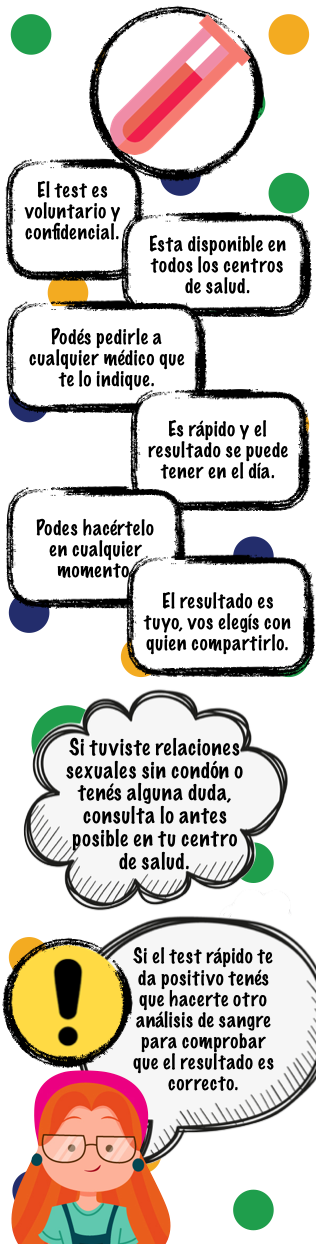 El test es
voluntario y
confidencial.
Esta disponible en
todos los centros
de salud.
Podés pedirle a
cualquier médico que
te lo indique.
Es rápido y el
resultado se puede
tener en el día.
Podes hacértelo
en cualquier
momento.
El resultado es
tuyo, vos elegís con
quien compartirlo.
Si tuviste relaciones
sexuales sin condón o
tenés alguna duda,
consulta lo antes
posible en tu centro
de salud.
!
Si el test rápido te
da positivo tenés
que hacerte otro
análisis de sangre
para comprobar
que el resultado es
correcto.